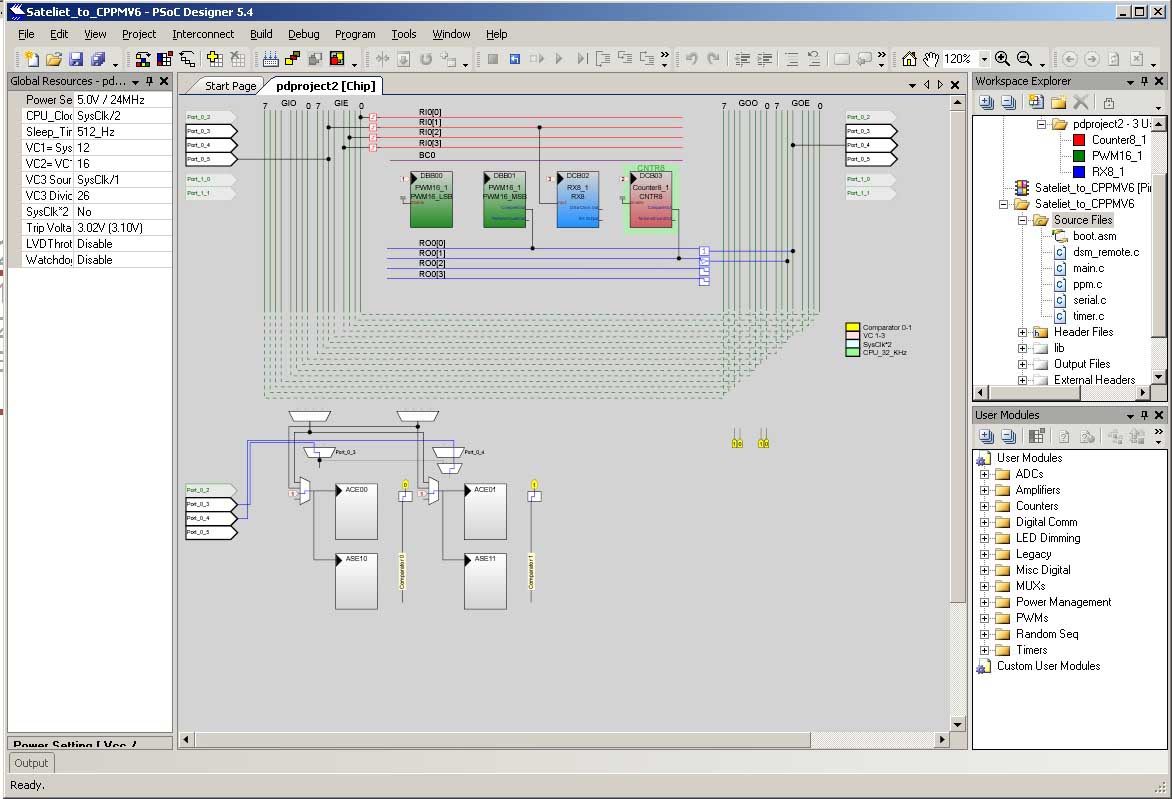 Sateliet_to_CPPMV6 - PSoC Designer 5.4
File Edit View Project Interconnect Build Debug Program Tools Window Help
120%
Global Resources - pd...
Power Se 5.0V / 24MHz
CPU_Cloc SysClk/2
Sleep_Tir 512_Hz
VC1= Sys 12
VC2= VC' 16
VC3 Sour SysClk/1
VC3 Divic 26
SysClk*2 No
Trip Volta 3.02V (3.10V)
LVDThrot Disable
Watchdog Disable
Power Setting [ Vcc /
Start Page pdproject2 [Chip]
7 GIO 0 7 GIE 0
7 GOO 0 7 GOE 0
Port_0_2
Port_0_3
Port_0_4
Port_0_5
Port_1_0
Port_1_1
RI0[0]
RI0[1]
RI0[2]
RI0[3]
BC0
DBB00
PWM16_1
PWM16_LSB
DBB01
PWM16_1
PWM16_MSB
DCB02
RX8_1
RX8
CNTR8
DCB03
Counter8_1
CNTR8
RO0[0]
RO0[1]
RO0[2]
RO0[3]
Port_0_2
Port_0_3
Port_0_4
Port_0_5
Port_1_0
Port_1_1
Comparator 0-1
VC 1-3
SysClk*2
CPU_32_KHz
1 0 1 0
Port_0_3
Port_0_4
Port_0_2
Port_0_3
Port_0_4
Port_0_5
ACE00
0
ACE01
1
ASE10
Comparator 0
ASE11
Comparator 1
Workspace Explorer
pdproject2 - 3 U:
Counter8_1
PWM16_1
RX8_1
Sateliet_to_CPPMV6 [Pi
Sateliet_to_CPPMV6
Source Files
boot.asm
dsm_remote.c
main.c
ppm.c
serial.c
timer.c
Header Files
lib
Output Files
External Headers
User Modules
User Modules
ADCs
Amplifiers
Counters
Digital Comm
LED Dimming
Legacy
Misc Digital
MUXs
Power Management
PWMs
Random Seq
Timers
Custom User Modules
Output
Ready.